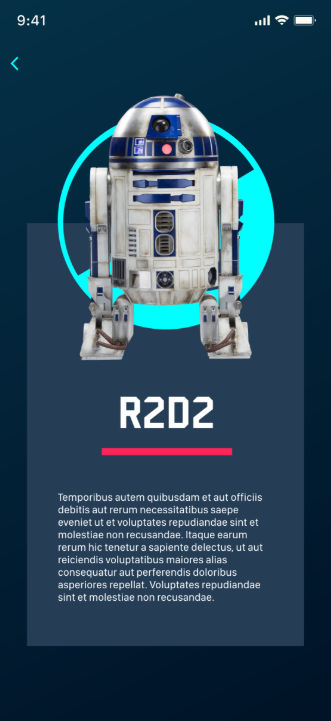 9:41
R2D2
Temporibus autem quibusdam et aut officiis
debitis aut rerum necessitatibus saepe
eveniet ut et voluptates repudiandae sint et
molestiae non recusandae. Itaque earum
rerum hic tenetur a sapiente delectus, ut aut
reiciendis voluptatibus maiores alias
consequatur aut perferendis doloribus
asperiores repellat. Voluptates repudiandae
sint et molestiae non recusandae.